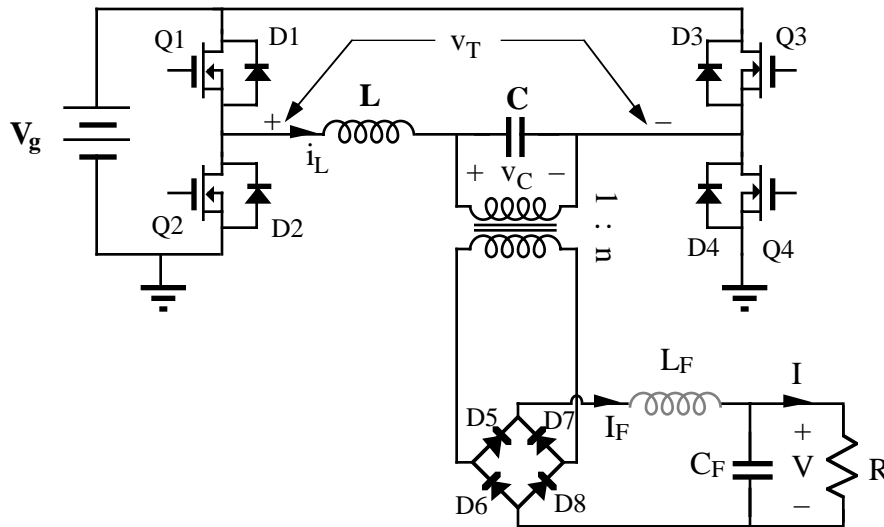 Q1 D1 v_T D3 Q3
L C
V_g + i_L + v_C − −
Q2 D2 D4 Q4
1 : n
L_F I
D5 D7 I_F + V − C_F R
D6 D8